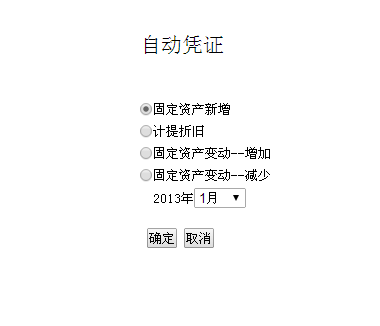 自动凭证
固定资产新增
计提折旧
固定资产变动--增加
固定资产变动--减少
2013年 1月
确定 取消